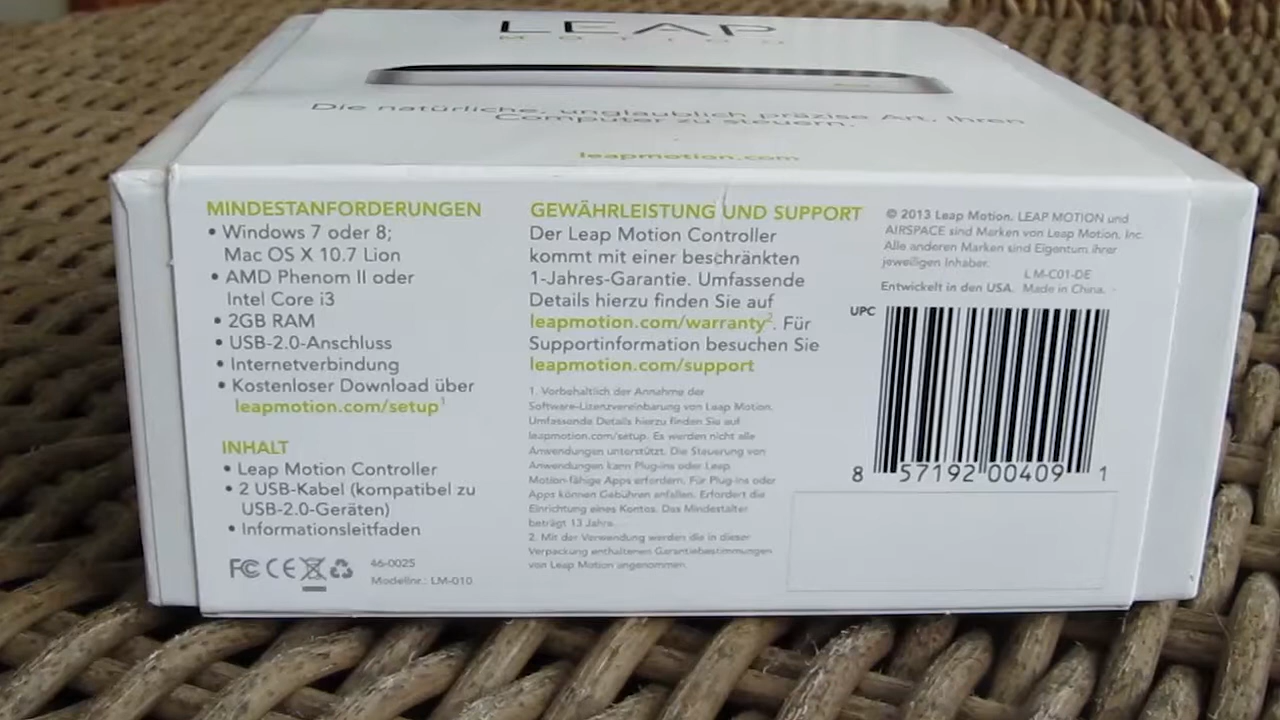 LEAP
MOTION
Die natürliche, unglaublich präzise Art, Ihren
Computer zu steuern.
leapmotion.com
MINDESTANFORDERUNGEN
• Windows 7 oder 8;
Mac OS X 10.7 Lion
• AMD Phenom II oder
Intel Core i3
• 2GB RAM
• USB-2.0-Anschluss
• Internetverbindung
• Kostenloser Download über
leapmotion.com/setup¹
INHALT
• Leap Motion Controller
• 2 USB-Kabel (kompatibel zu
USB-2.0-Geräten)
• Informationsleitfaden
FC CE
46-0025
Modellnr.: LM-010
GEWÄHRLEISTUNG UND SUPPORT
Der Leap Motion Controller
kommt mit einer beschränkten
1-Jahres-Garantie. Umfassende
Details hierzu finden Sie auf
leapmotion.com/warranty². Für
Supportinformation besuchen Sie
leapmotion.com/support
1. Vorbehaltlich der Annahme der
Software-Lizenzvereinbarung von Leap Motion.
Umfassende Details hierzu finden Sie auf
leapmotion.com/setup. Es werden nicht alle
Anwendungen unterstützt. Die Steuerung von
Anwendungen kann Plug-ins oder Leap
Motion-fähige Apps erfordern. Für Plug-ins oder
Apps können Gebühren anfallen. Erfordert die
Einrichtung eines Kontos. Das Mindestalter
beträgt 13 Jahre.
2. Mit der Verwendung werden die in dieser
Verpackung enthaltenen Garantiebestimmungen
von Leap Motion angenommen.
© 2013 Leap Motion. LEAP MOTION und
AIRSPACE sind Marken von Leap Motion, Inc.
Alle anderen Marken sind Eigentum ihrer
jeweiligen Inhaber.
LM-C01-DE
Entwickelt in den USA. Made in China.
UPC
8 57192 00409 1